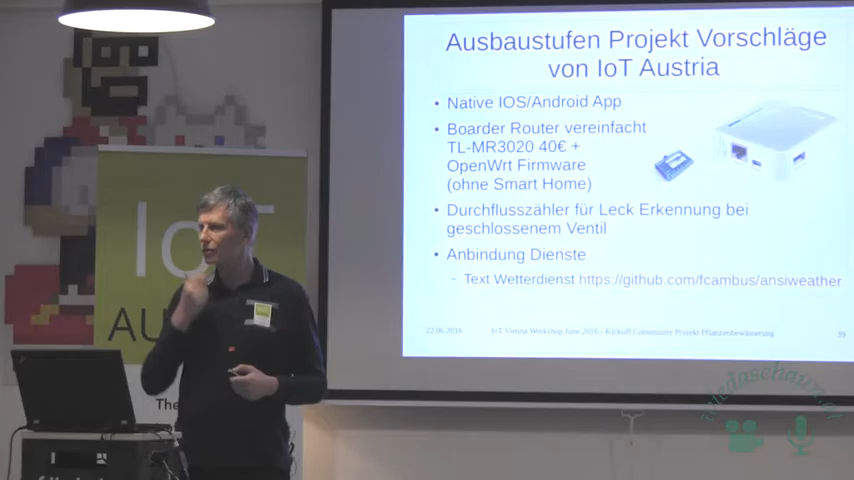 Ausbaustufen Projekt Vorschläge
von IoT Austria
• Native IOS/Android App
• Boarder Router vereinfacht
TL-MR3020 40€ +
OpenWrt Firmware
(ohne Smart Home)
• Durchflusszähler für Leck Erkennung bei
geschlossenem Ventil
• Anbindung Dienste
– Text Wetterdienst https://github.com/fcambus/ansiweather
22.06.2016 IoT Vienna Workshop June 2016 - Kickoff Community Projekt Pflanzenbewässerung 39
IoT
AU
The